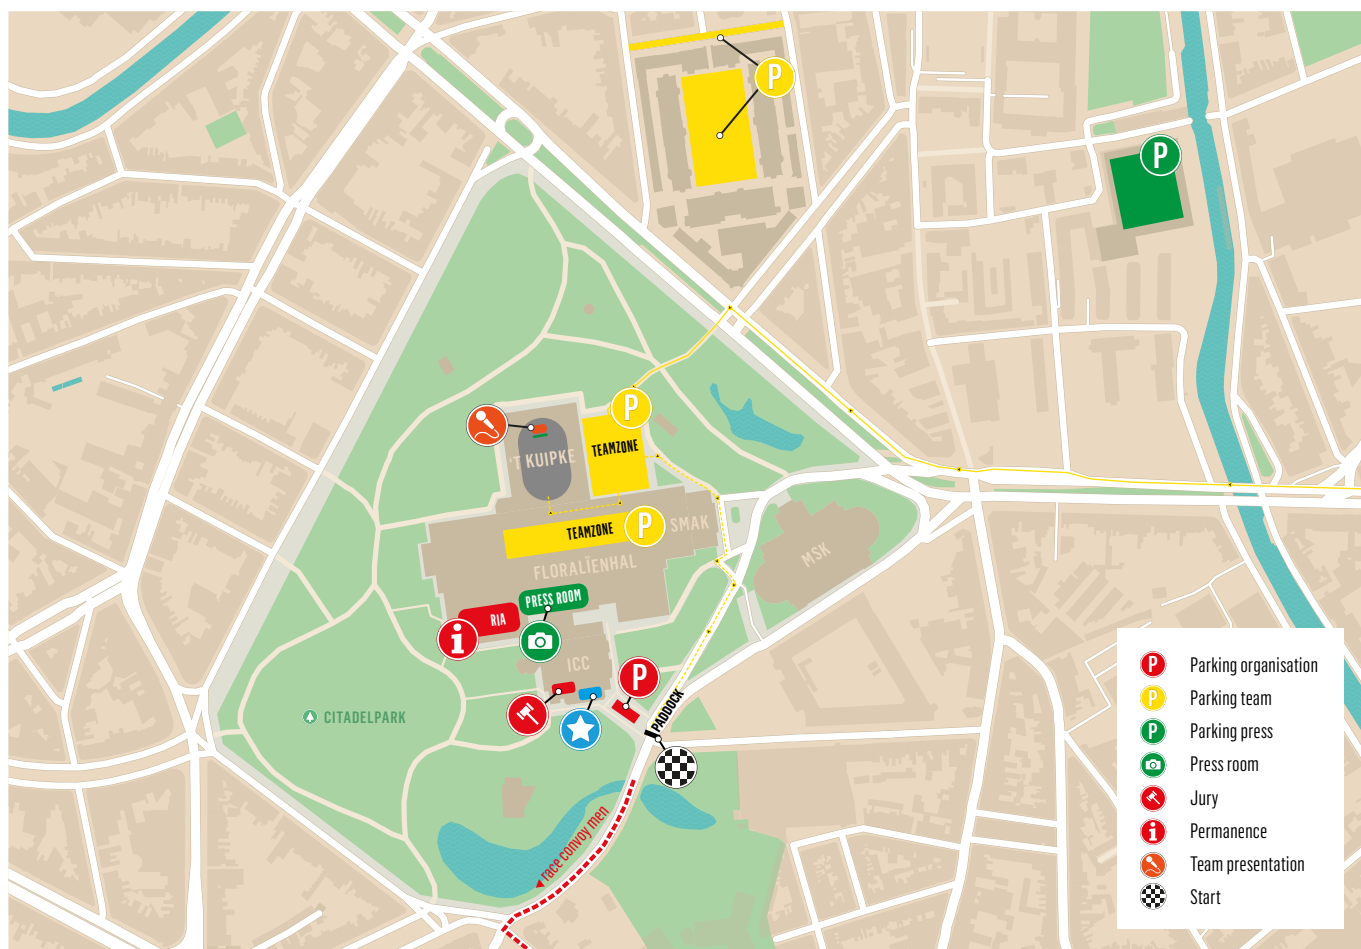 P
P
P
'T KUIPKE
TEAMZONE
TEAMZONE
P
SMAK
MSK
FLORALÏENHAL
PRESS ROOM
RIA
i
ICC
P
PADDOCK
CITADELPARK
race convoy men
P Parking organisation
P Parking team
P Parking press
Press room
Jury
i Permanence
Team presentation
Start